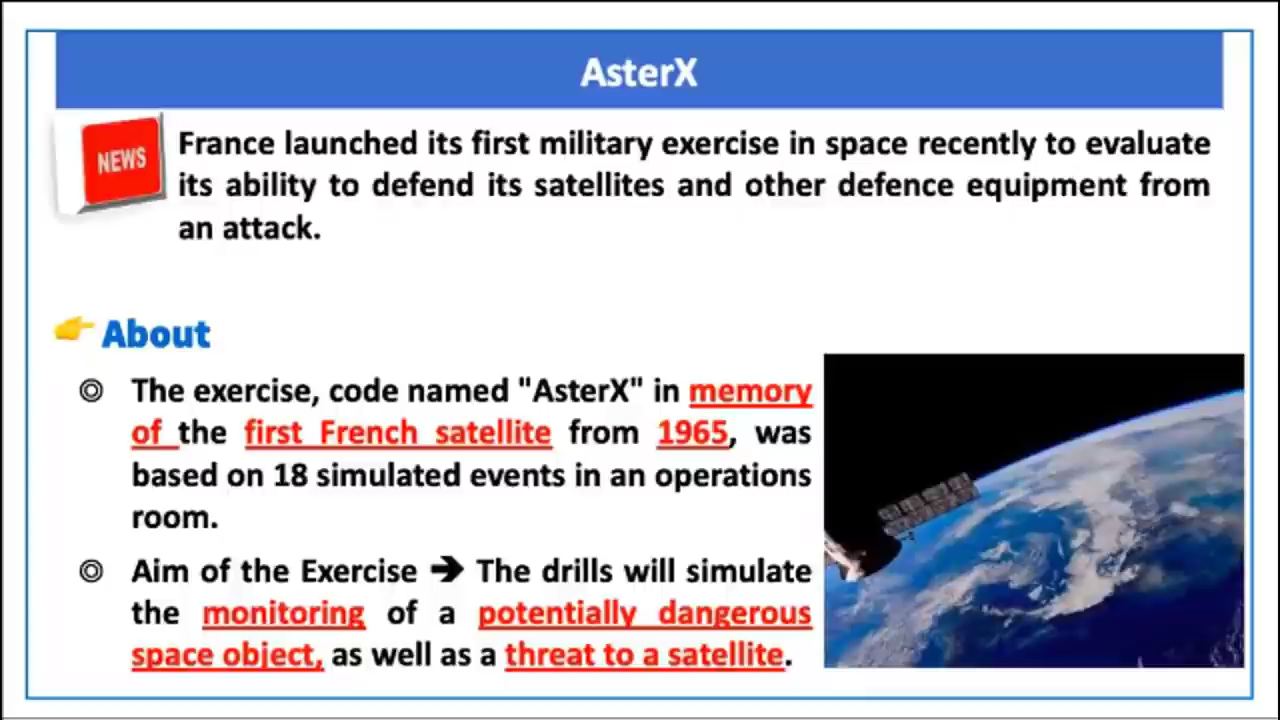 AsterX
NEWS
France launched its first military exercise in space recently to evaluate
its ability to defend its satellites and other defence equipment from
an attack.
About
The exercise, code named "AsterX" in memory
of the first French satellite from 1965, was
based on 18 simulated events in an operations
room.
Aim of the Exercise ➔ The drills will simulate
the monitoring of a potentially dangerous
space object, as well as a threat to a satellite.